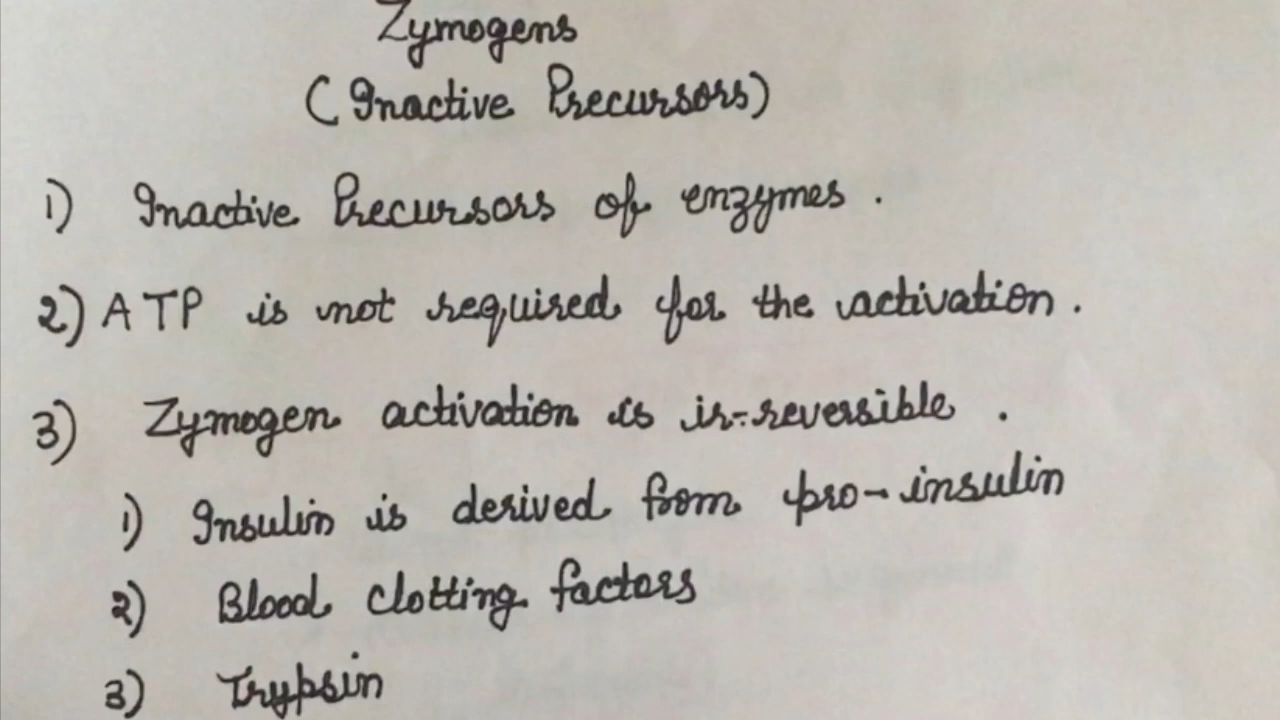 Zymogens
(Inactive Precursors)
1) Inactive Precursors of enzymes .
2) ATP is not required for the activation .
3) Zymogen activation is ir-reversible .
1) Insulin is derived from pro-insulin
2) Blood clotting factors
3) Trypsin